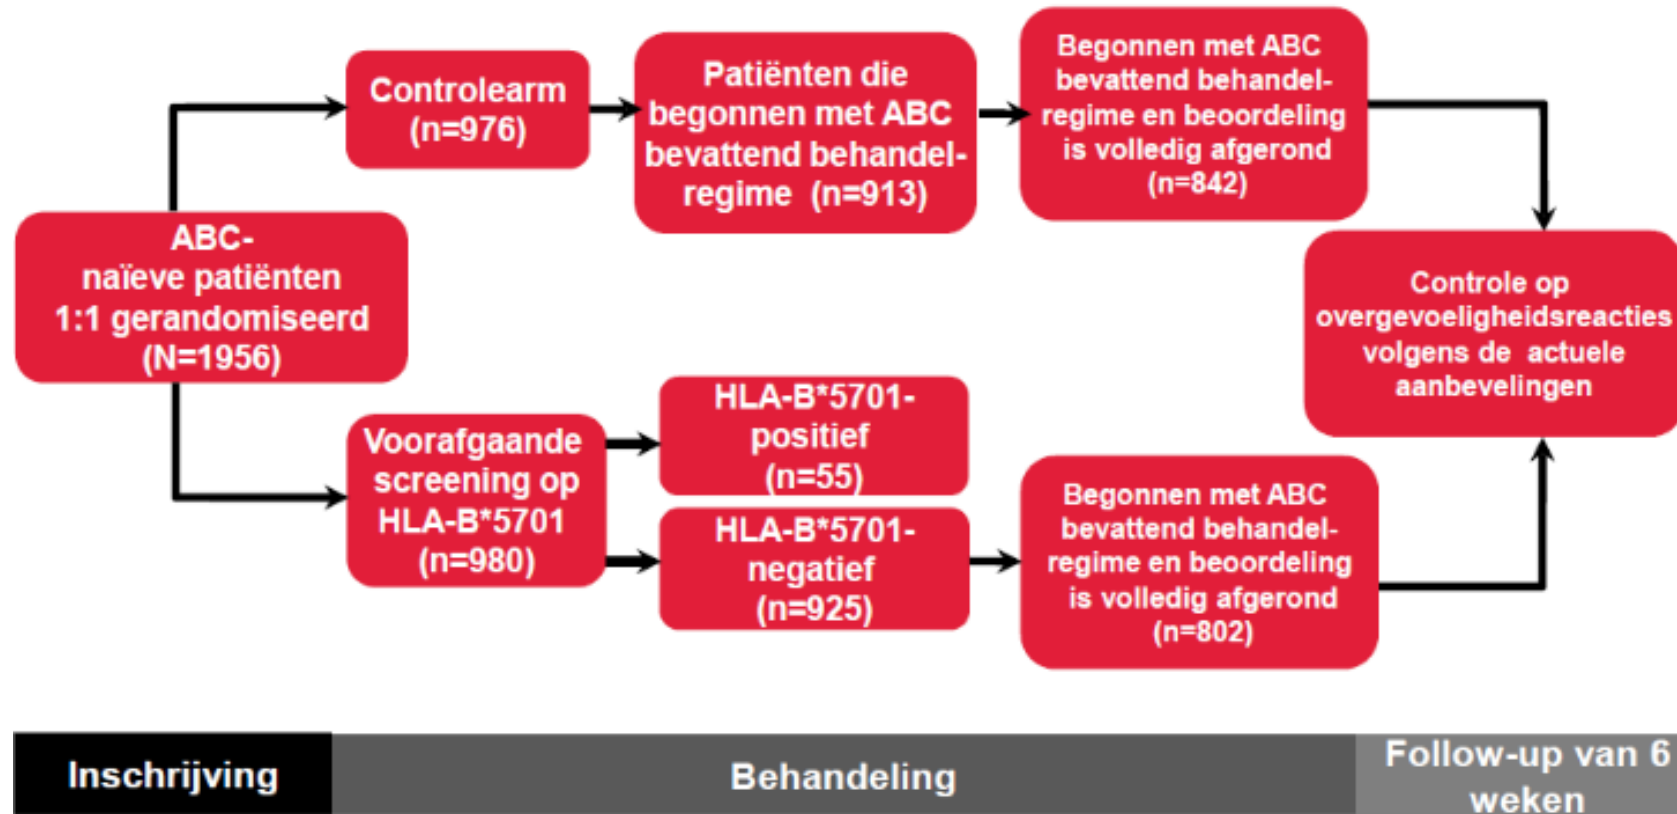 Controlearm
(n=976)
Patiënten die
begonnen met ABC
bevattend behandel-
regime (n=913)
Begonnen met ABC
bevattend behandel-
regime en beoordeling
is volledig afgerond
(n=842)
ABC-
naïeve patiënten
1:1 gerandomiseerd
(N=1956)
Controle op
overgevoeligheidsreacties
volgens de actuele
aanbevelingen
Voorafgaande
screening op
HLA-B*5701
(n=980)
HLA-B*5701-
positief
(n=55)
HLA-B*5701-
negatief
(n=925)
Begonnen met ABC
bevattend behandel-
regime en beoordeling
is volledig afgerond
(n=802)
Inschrijving
Behandeling
Follow-up van 6
weken